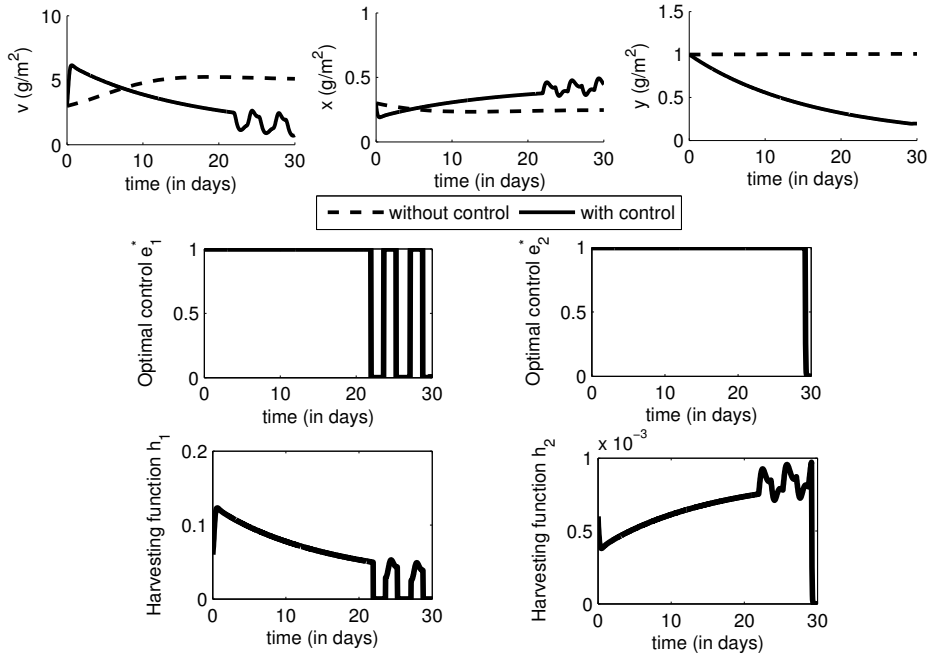 10
5
0
0 10 20 30
v (g/m²)
time (in days)
1
0.5
0
0 10 20 30
x (g/m²)
time (in days)
1.5
1
0.5
0
0 10 20 30
y (g/m²)
time (in days)
without control with control
1
0.5
0
0 10 20 30
Optimal control e₁*
time (in days)
1
0.5
0
0 10 20 30
Optimal control e₂*
time (in days)
0.2
0.1
0
0 10 20 30
Harvesting function h₁
time (in days)
x 10⁻³
1
0.5
0
0 10 20 30
Harvesting function h₂
time (in days)